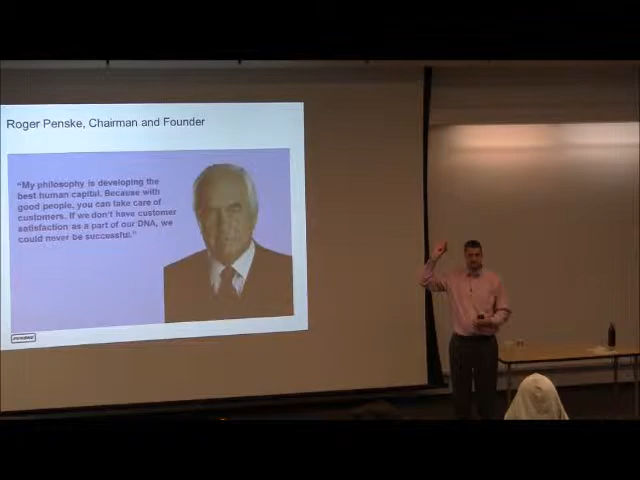 Roger Penske, Chairman and Founder
"My philosophy is developing the
best human capital. Because with
good people, you can take care of
customers. If we don't have customer
satisfaction as a part of our DNA, we
could never be successful."
PENSKE